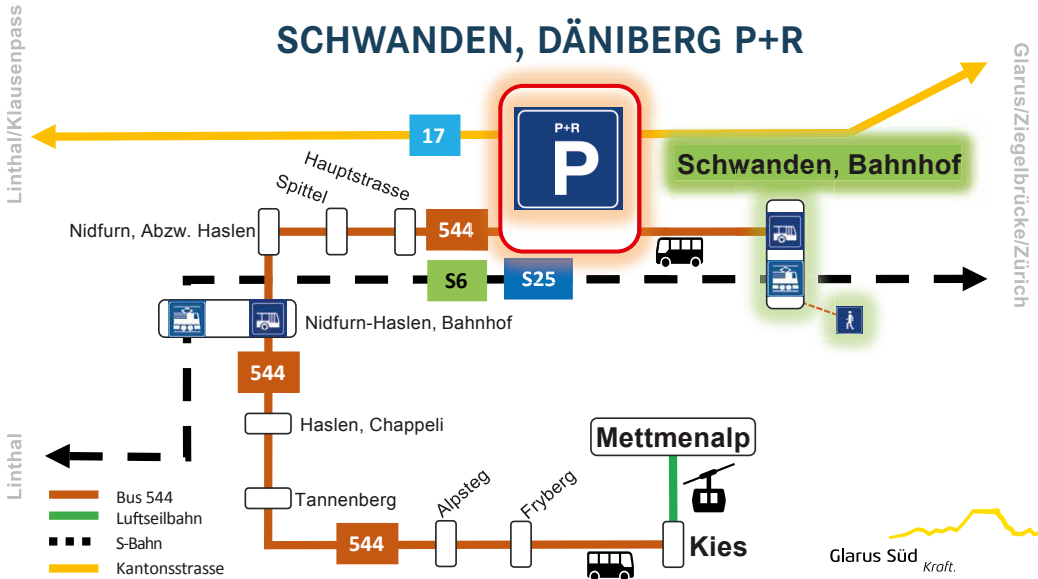 SCHWANDEN, DÄNIBERG P+R
Linthal/Klausenpass
Glarus/Ziegelbrücke/Zürich
17
P+R
P
Schwanden, Bahnhof
Hauptstrasse
Spittel
Nidfurn, Abzw. Haslen
544
S6
S25
Nidfurn-Haslen, Bahnhof
544
Haslen, Chappeli
Mettmenalp
Linthal
Tannenberg
Alpsteg
Fryberg
544
Kies
Bus 544
Luftseilbahn
S-Bahn
Kantonsstrasse
Glarus Süd
Kraft.